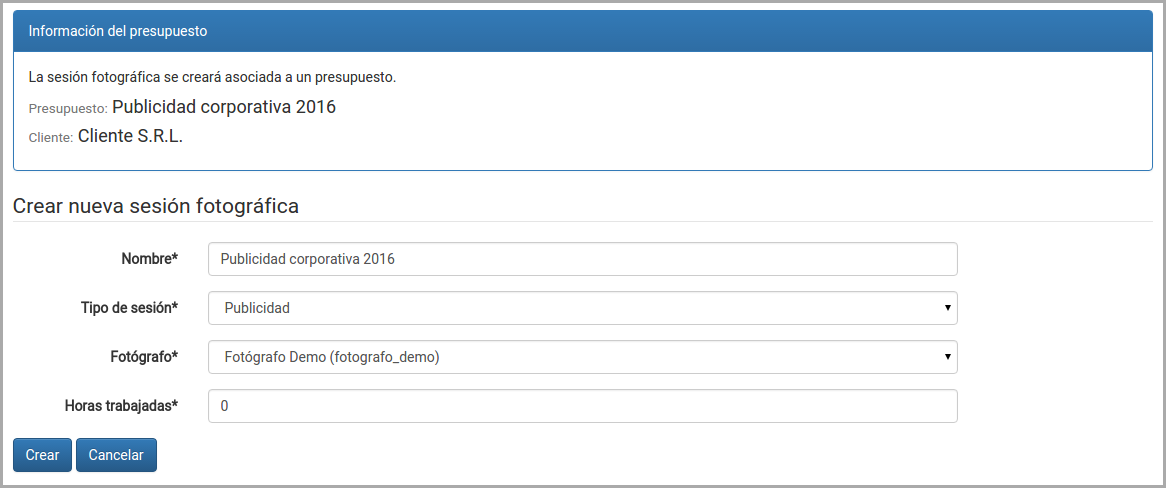 Información del presupuesto
La sesión fotográfica se creará asociada a un presupuesto.
Presupuesto: Publicidad corporativa 2016
Cliente: Cliente S.R.L.
Crear nueva sesión fotográfica
Nombre* Publicidad corporativa 2016
Tipo de sesión* Publicidad
Fotógrafo* Fotógrafo Demo (fotografo_demo)
Horas trabajadas* 0
Crear Cancelar